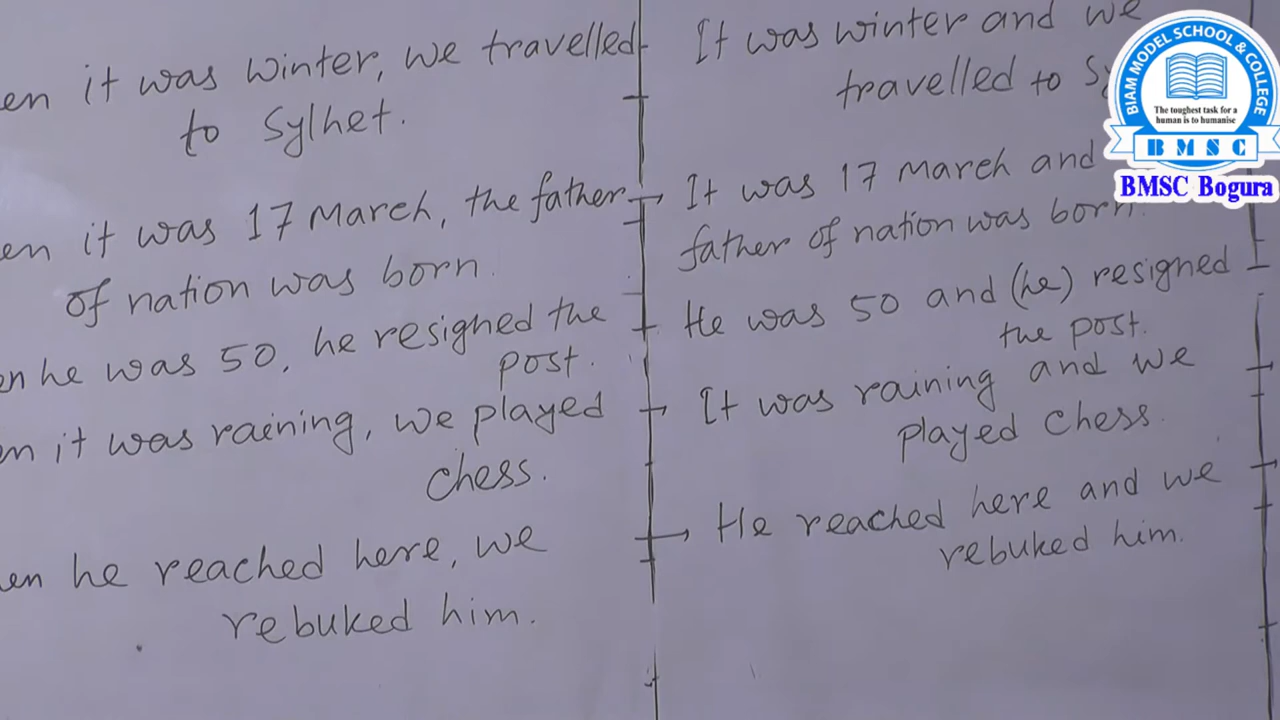 en it was winter, we travelled
to Sylhet.
en it was 17 March, the father
of nation was born.
en he was 50, he resigned the
post.
en it was raining, we played
chess.
en he reached here, we
rebuked him.
It was winter and we
travelled to Sy
It was 17 March and
father of nation was born.
He was 50 and (he) resigned
the post.
It was raining and we
played chess.
He reached here and we
rebuked him.
BIAM MODEL SCHOOL & COLLEGE
The toughest task for a
human is to humanise
BMSC
BMSC Bogura